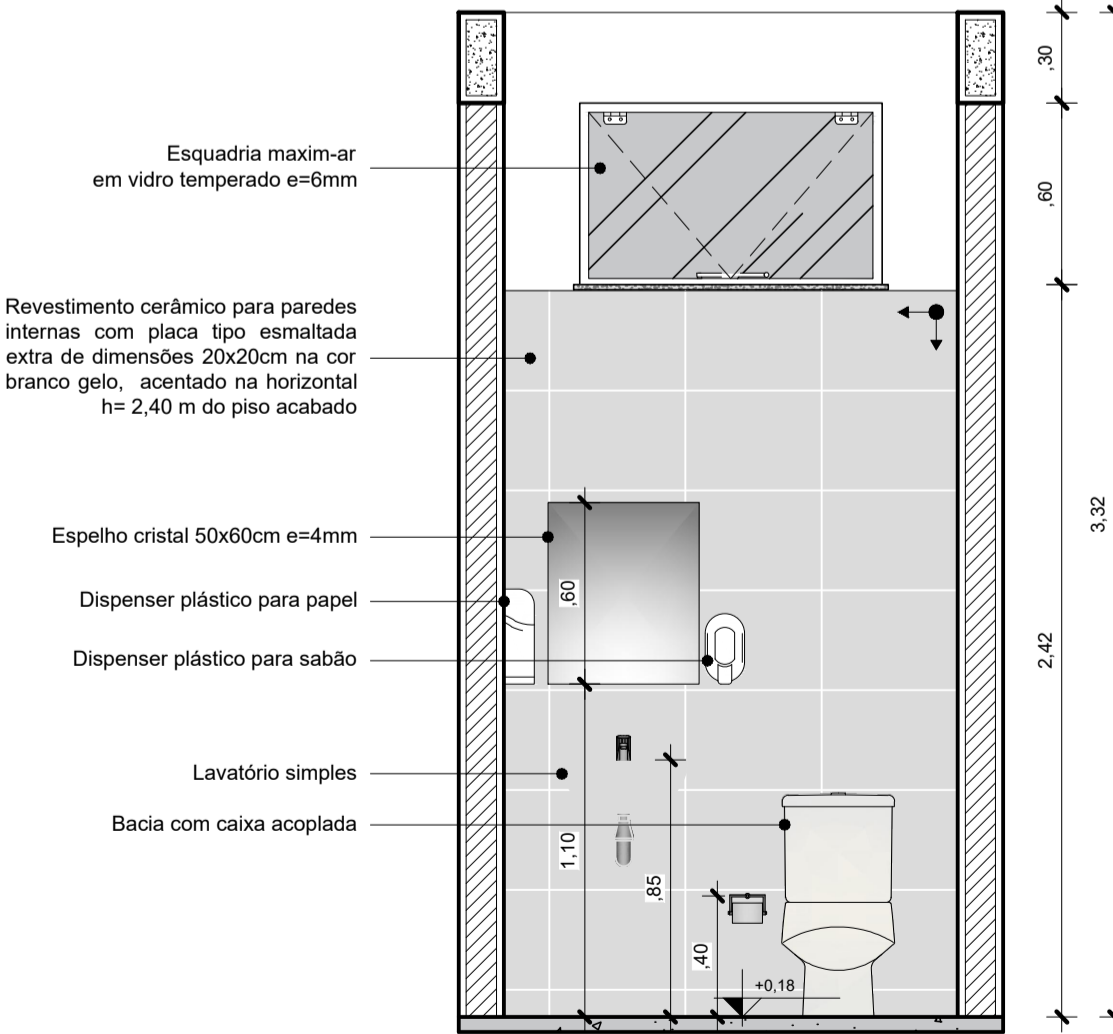 ,30
Esquadria maxim-ar
em vidro temperado e=6mm
,60
Revestimento cerâmico para paredes
internas com placa tipo esmaltada
extra de dimensões 20x20cm na cor
branco gelo, acentado na horizontal
h= 2,40 m do piso acabado
3,32
Espelho cristal 50x60cm e=4mm
,60
Dispenser plástico para papel
2,42
Dispenser plástico para sabão
Lavatório simples
Bacia com caixa acoplada
1,10
,85
,40
+0,18